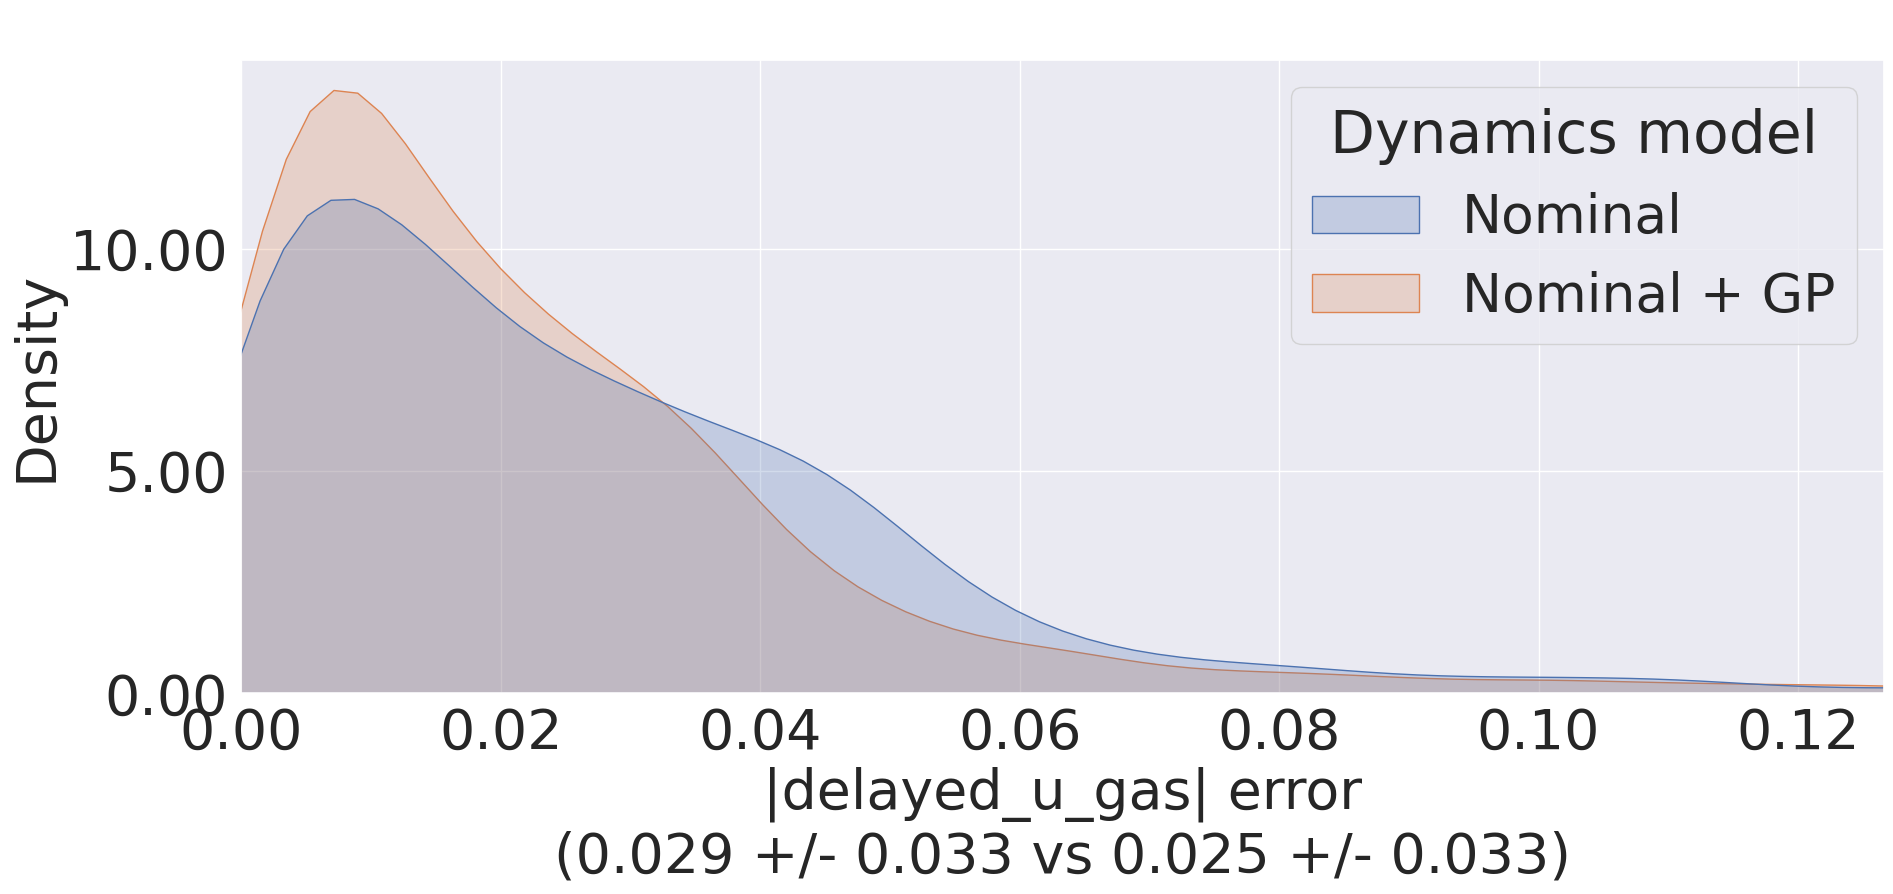 Dynamics model
Nominal
Nominal + GP
Density
10.00
5.00
0.00
0.00 0.02 0.04 0.06 0.08 0.10 0.12
|delayed_u_gas| error
(0.029 +/- 0.033 vs 0.025 +/- 0.033)